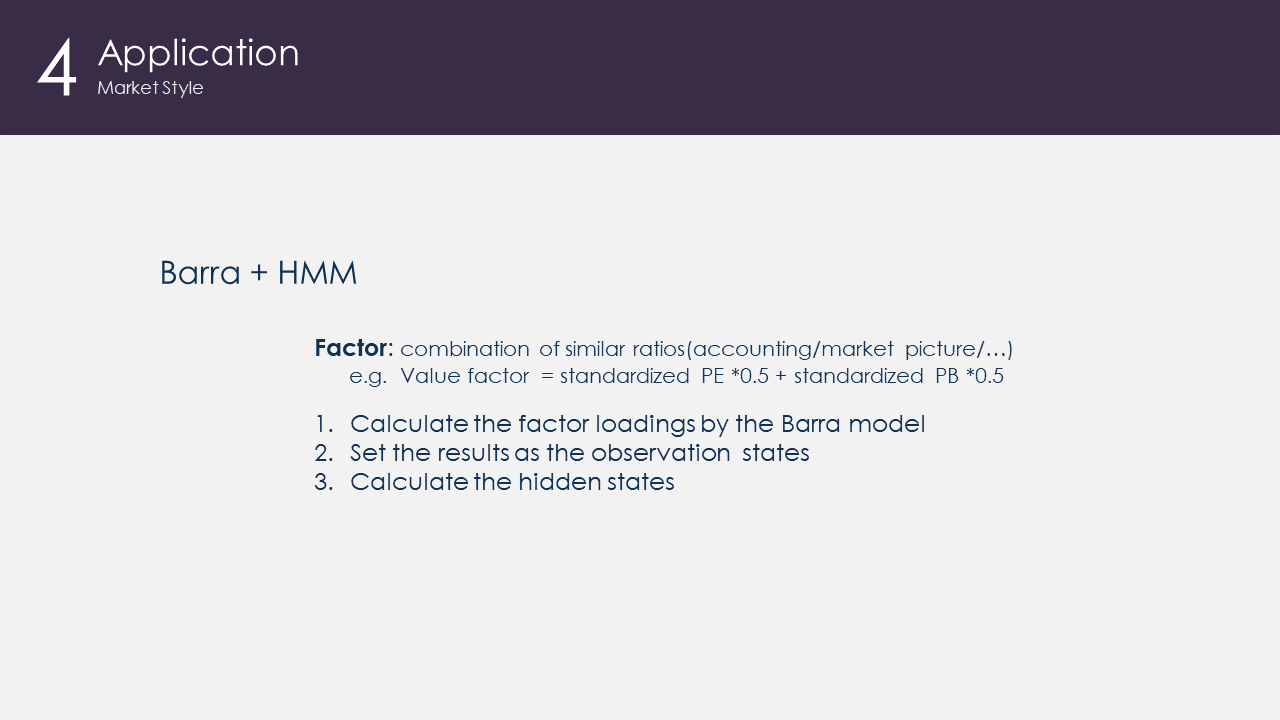 4
Application
Market Style
Barra + HMM
Factor: combination of similar ratios(accounting/market picture/…)
e.g. Value factor = standardized PE *0.5 + standardized PB *0.5
1. Calculate the factor loadings by the Barra model
2. Set the results as the observation states
3. Calculate the hidden states